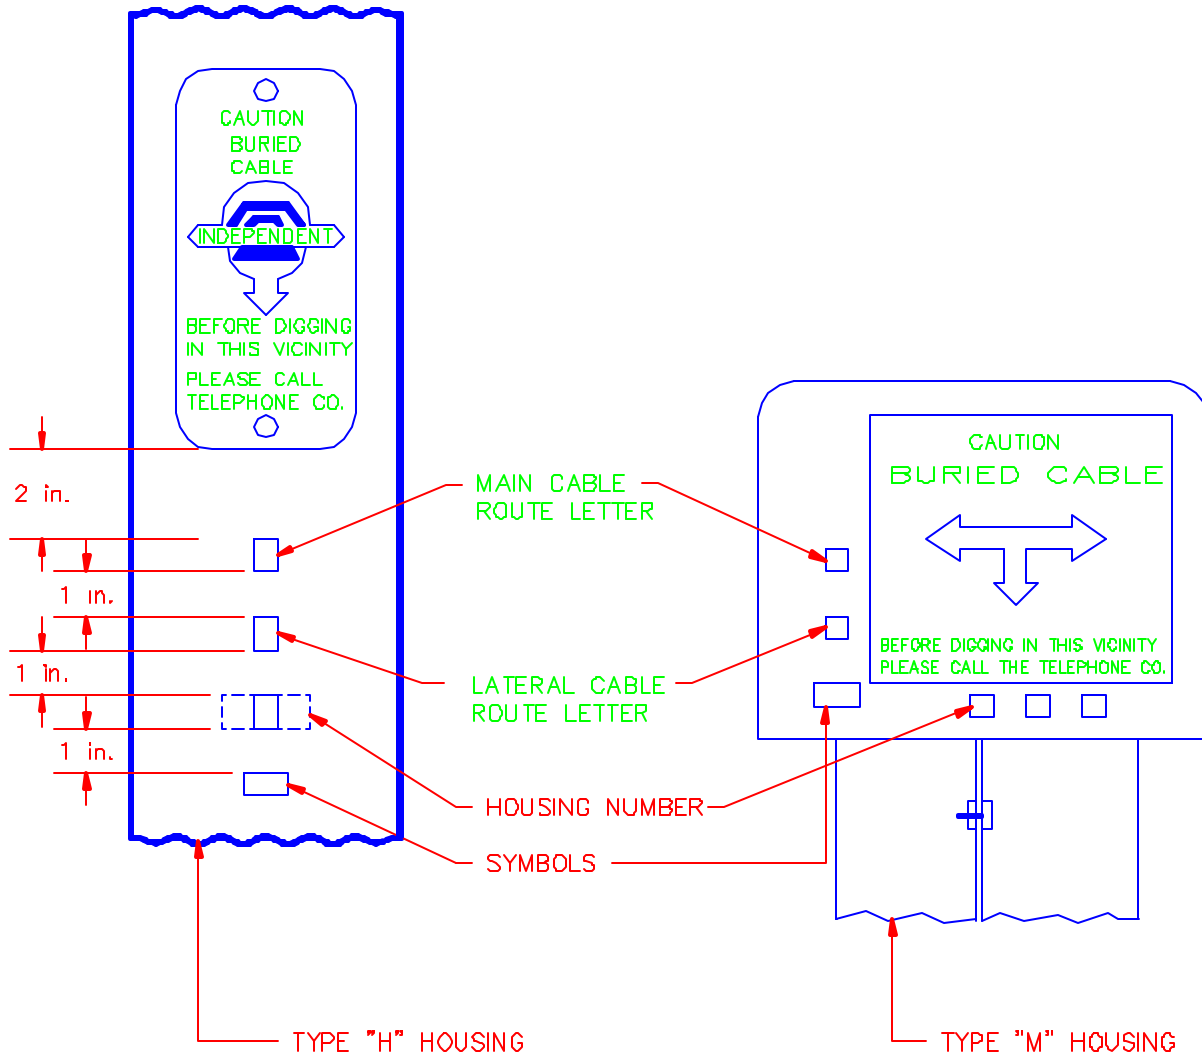 CAUTION
BURIED
CABLE
INDEPENDENT
BEFORE DIGGING
IN THIS VICINITY
PLEASE CALL
TELEPHONE CO.
2 in.
1 in.
1 in.
1 in.
MAIN CABLE
ROUTE LETTER
LATERAL CABLE
ROUTE LETTER
HOUSING NUMBER
SYMBOLS
CAUTION
BURIED CABLE
BEFORE DIGGING IN THIS VICINITY
PLEASE CALL THE TELEPHONE CO.
TYPE "H" HOUSING
TYPE "M" HOUSING